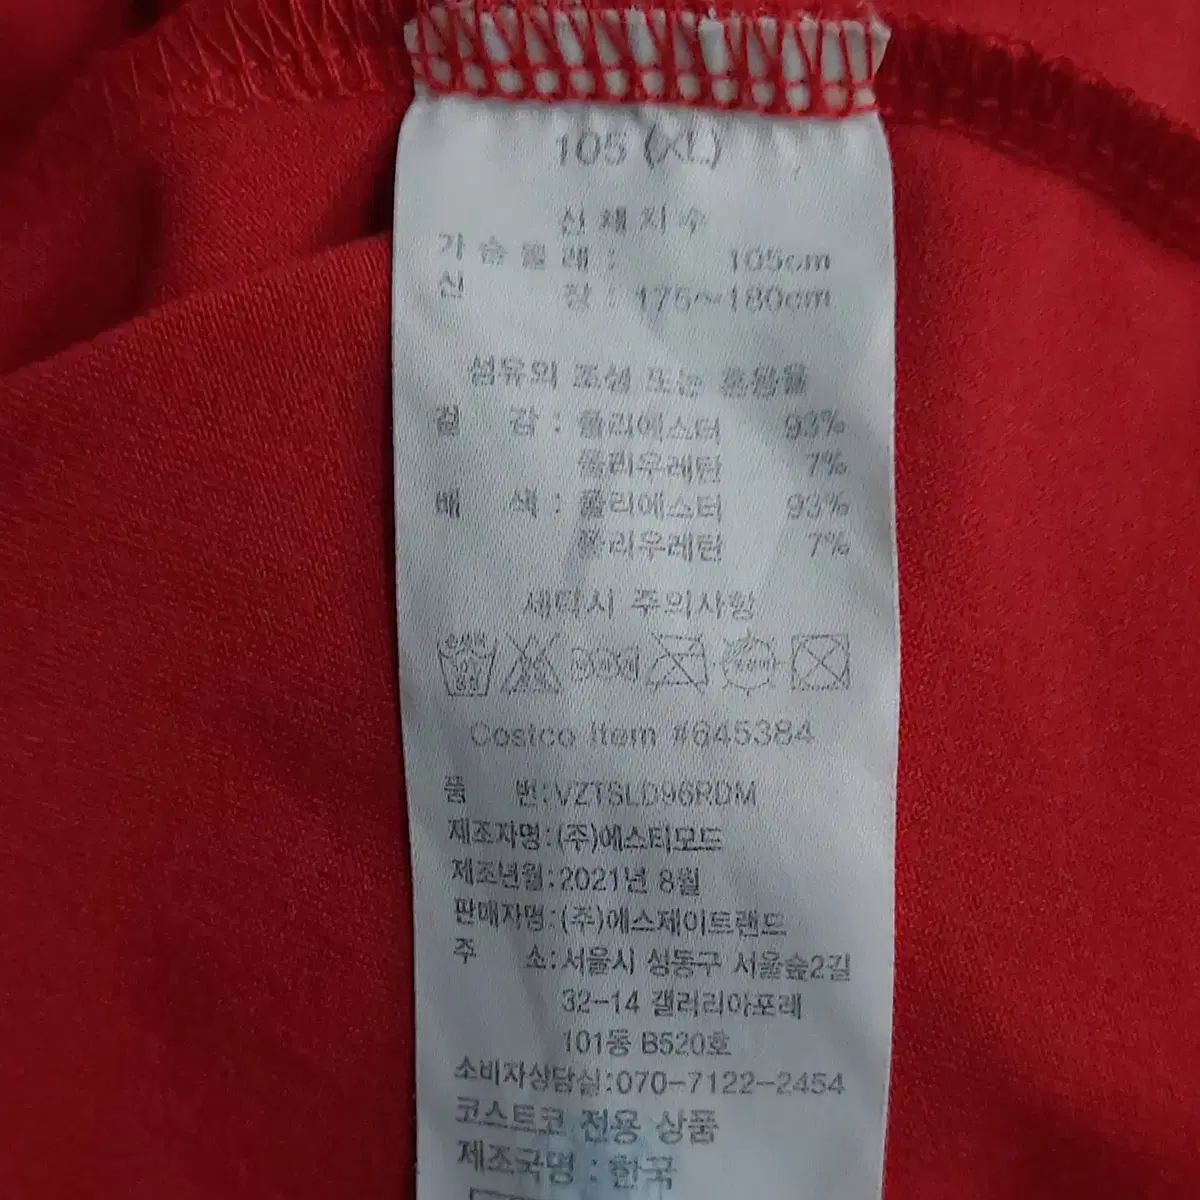 105 (XL)
신체치수
가슴둘레 : 105cm
신 장 : 175~180cm
섬유의 조성 또는 혼용율
겉 감 : 폴리에스터 93%
폴리우레탄 7%
배 색 : 폴리에스터 93%
폴리우레탄 7%
세탁시 주의사항
Costco Item #645384
품 번:VZTSLD96RDM
제조자명:(주)에스티모드
제조년월:2021년 8월
판매자명:(주)에스제이트랜드
주 소:서울시 성동구 서울숲2길
32-14 갤러리아포레
101동 B520호
소비자상담실:070-7122-2454
코스트코 전용 상품
제조국명 : 한국